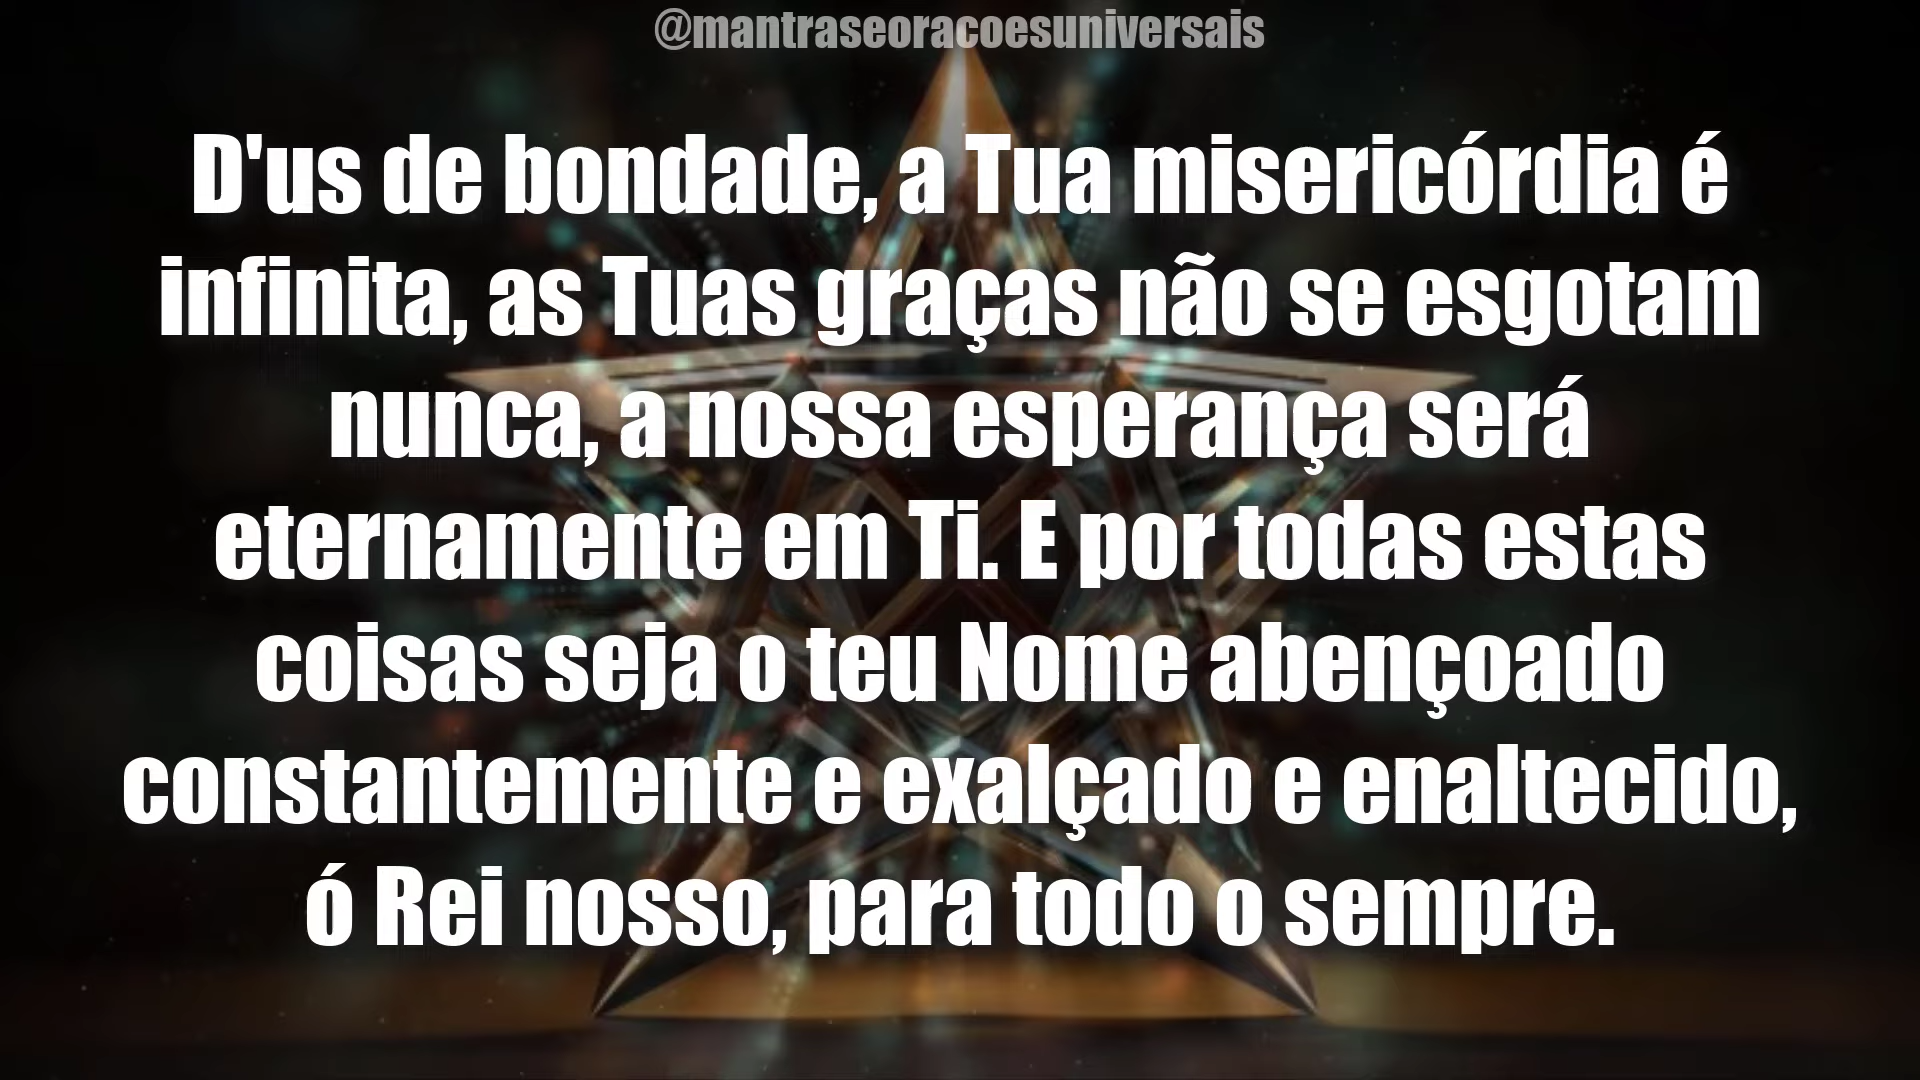 @mantraseoracoesuniversais
D'us de bondade, a Tua misericórdia é
infinita, as Tuas graças não se esgotam
nunca, a nossa esperança será
eternamente em Ti. E por todas estas
coisas seja o teu Nome abençoado
constantemente e exalçado e enaltecido,
ó Rei nosso, para todo o sempre.